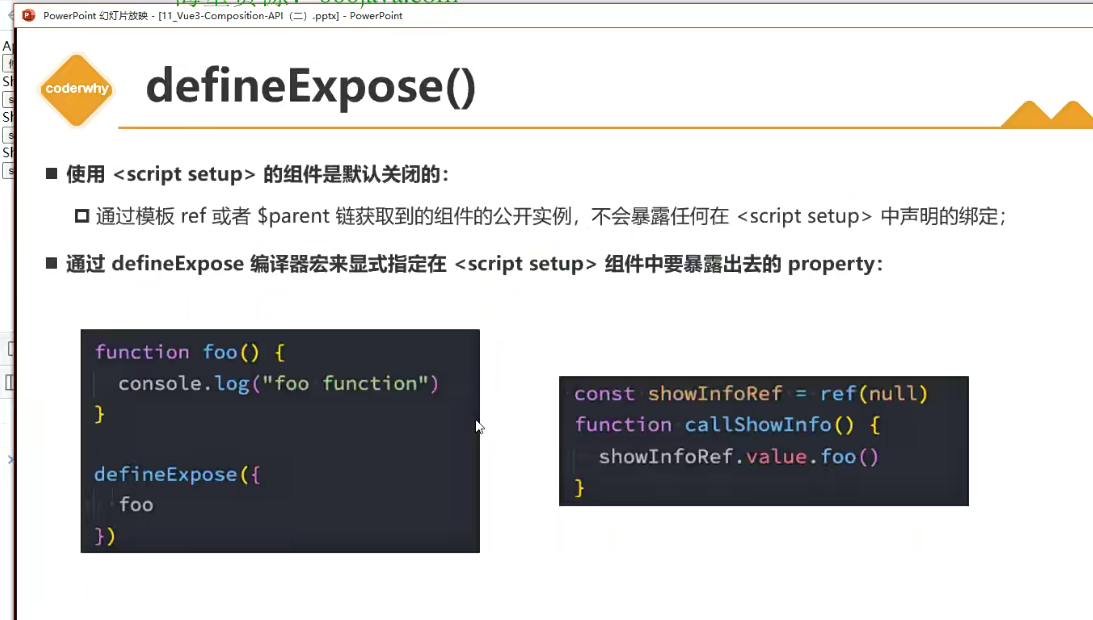 PowerPoint 幻灯片放映 - [11_Vue3-Composition-API（二）.pptx] - PowerPoint
coderwhy
defineExpose()
使用 <script setup> 的组件是默认关闭的：
通过模板 ref 或者 $parent 链获取到的组件的公开实例，不会暴露任何在 <script setup> 中声明的绑定；
通过 defineExpose 编译器宏来显式指定在 <script setup> 组件中要暴露出去的 property：
function foo() {
console.log("foo function")
}
defineExpose({
foo
})
const showInfoRef = ref(null)
function callShowInfo() {
showInfoRef.value.foo()
}